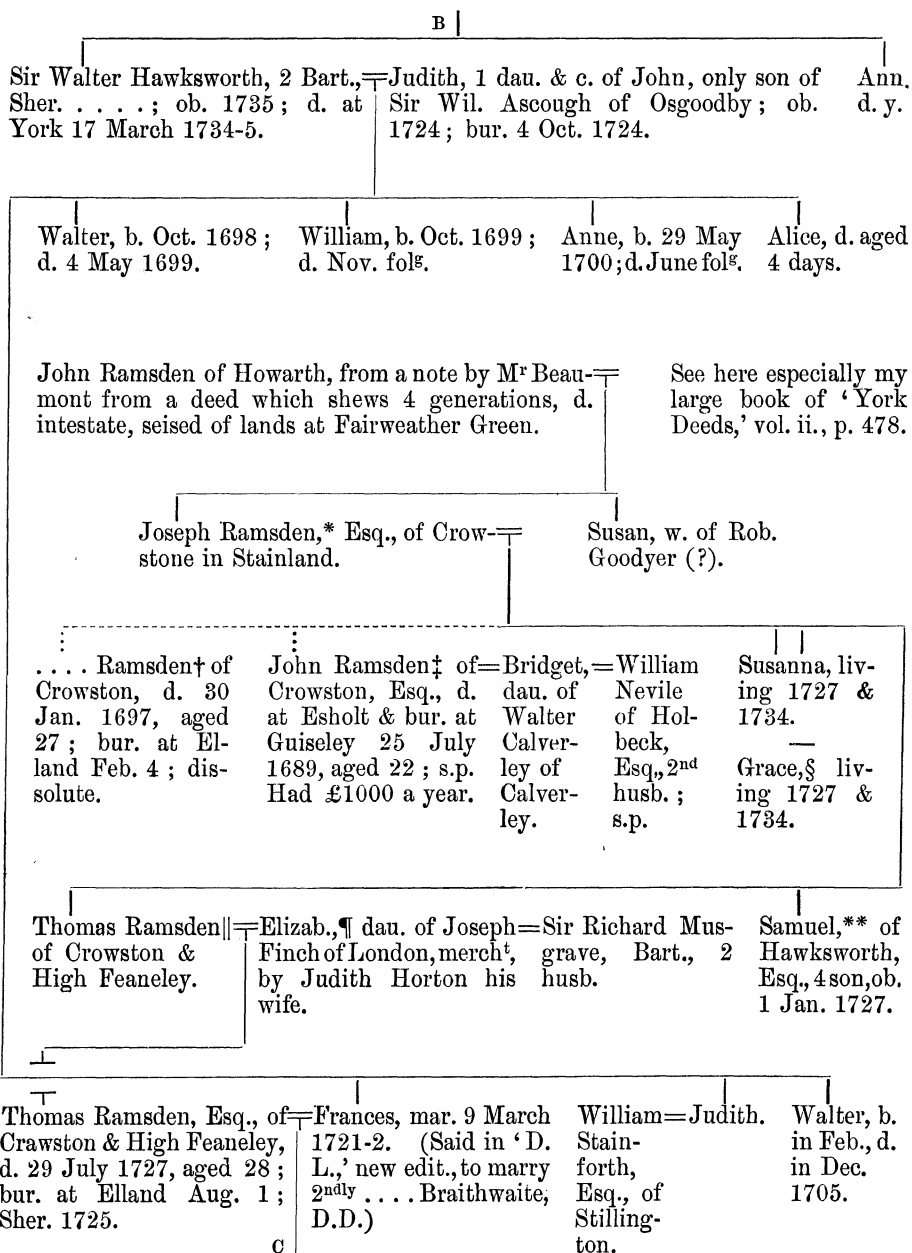 B
Sir Walter Hawksworth, 2 Bart.,
Sher. . . . . . ; ob. 1735 ; d. at
York 17 March 1734-5.
Judith, 1 dau. & c. of John, only son of
Sir Wil. Ascough of Osgoodby ; ob.
1724 ; bur. 4 Oct. 1724.
Ann.
d. y.
Walter, b. Oct. 1698 ;
d. 4 May 1699.
William, b. Oct. 1699 ;
d. Nov. folg.
Anne, b. 29 May
1700 ; d. June folg.
Alice, d. aged
4 days.
John Ramsden of Howarth, from a note by Mr Beau-
mont from a deed which shews 4 generations, d.
intestate, seised of lands at Fairweather Green.
See here especially my
large book of ‘ York
Deeds,’ vol. ii., p. 478.
Joseph Ramsden,* Esq., of Crow-
stone in Stainland.
Susan, w. of Rob.
Goodyer (?).
. . . . Ramsden† of
Crowston, d. 30
Jan. 1697, aged
27 ; bur. at El-
land Feb. 4 ; dis-
solute.
John Ramsden‡ of
Crowston, Esq., d.
at Esholt & bur. at
Guiseley 25 July
1689, aged 22 ; s.p.
Had £1000 a year.
=Bridget,
dau. of
Walter
Calver-
ley of
Calver-
ley.
=William
Nevile
of Hol-
beck,
Esq., 2nd
husb. ;
s.p.
Susanna, liv-
ing 1727 &
1734.
—
Grace,§ liv-
ing 1727 &
1734.
Thomas Ramsden||
of Crowston &
High Feaneley.
Elizab.,¶ dau. of Joseph
Finch of London, mercht,
by Judith Horton his
wife.
=Sir Richard Mus-
grave, Bart., 2
husb.
Samuel,** of
Hawksworth,
Esq., 4 son, ob.
1 Jan. 1727.
Thomas Ramsden, Esq., of
Crawston & High Feaneley,
d. 29 July 1727, aged 28 ;
bur. at Elland Aug. 1 ;
Sher. 1725.
Frances, mar. 9 March
1721-2. (Said in ‘ D.
L.,’ new edit., to marry
2ndly . . . . Braithwaite,
D.D.)
William
Stain-
forth,
Esq., of
Stilling-
ton.
=Judith.
Walter, b.
in Feb., d.
in Dec.
1705.
C